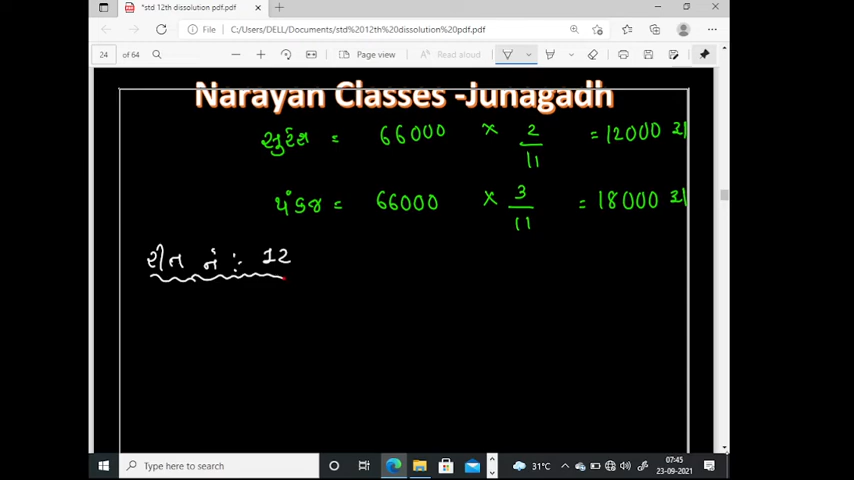 *std 12th dissolution pdf.pdf
File C:/Users/DELL/Documents/std%2012th%20dissolution%20pdf.pdf
24 of 64 Page view Read aloud
Narayan Classes -Junagadh
સુરેશ = 66000 × 2/11 = 12000 રૂા
પંકજ = 66000 × 3/11 = 18000 રૂા
રીત નં :- 12
Type here to search 31°C 07:45
23-09-2021